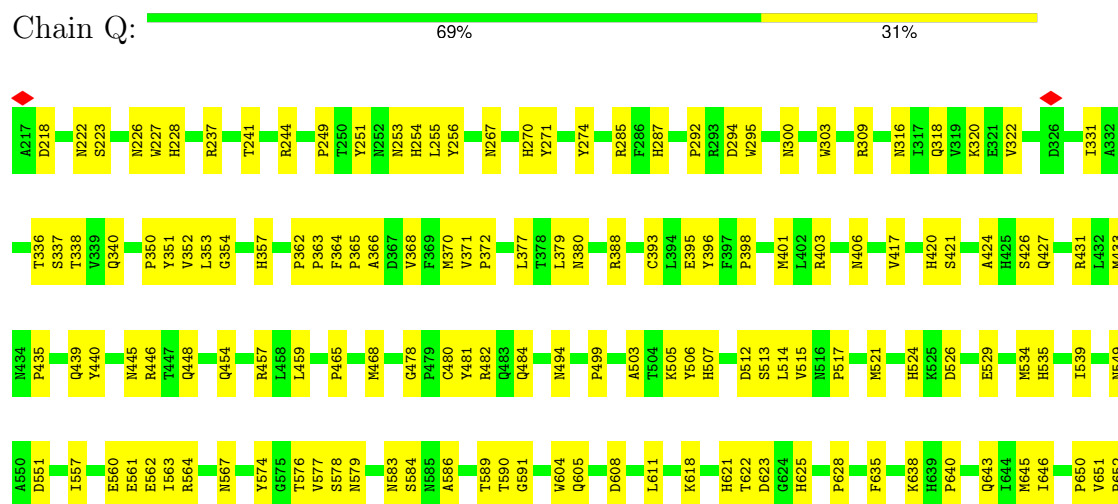 Chain Q:
69% 31%
A217 D218 N222 S223 N226 W227 H228 R237 T241 R244 P249 T250 Y251 N252 N253 H254 L255 Y256 N267 H270 Y271 Y274 R285 F286 H287 P292 R293 D294 W295 N300 W303 R309 N316 I317 Q318 V319 K320 E321 V322 D326 I331 A332
T336 S337 T338 V339 Q340 P350 Y351 V352 L353 G354 H357 P362 P363 F364 P365 A366 D367 V368 F369 M370 V371 P372 L377 T378 L379 N380 R388 C393 L394 E395 Y396 F397 P398 M401 L402 R403 N406 V417 H420 S421 A424 H425 S426 Q427 R431 L432 M433
N434 P435 Q439 Y440 N445 R446 T447 Q448 Q454 R457 L458 L459 P465 M468 G478 P479 C480 Y481 R482 Q483 Q484 N494 P499 A503 T504 K505 Y506 H507 D512 S513 L514 V515 N516 P517 M521 H524 K525 D526 E529 M534 H535 I539 N549
A550 D551 I557 E560 E561 E562 I563 R564 N567 Y574 G575 T576 V577 S578 N579 N583 S584 N585 A586 T589 T590 G591 W604 Q605 D608 L611 K618 H621 T622 D623 G624 H625 P628 F635 K638 H639 P640 Q643 I644 M645 I646 P650 V651